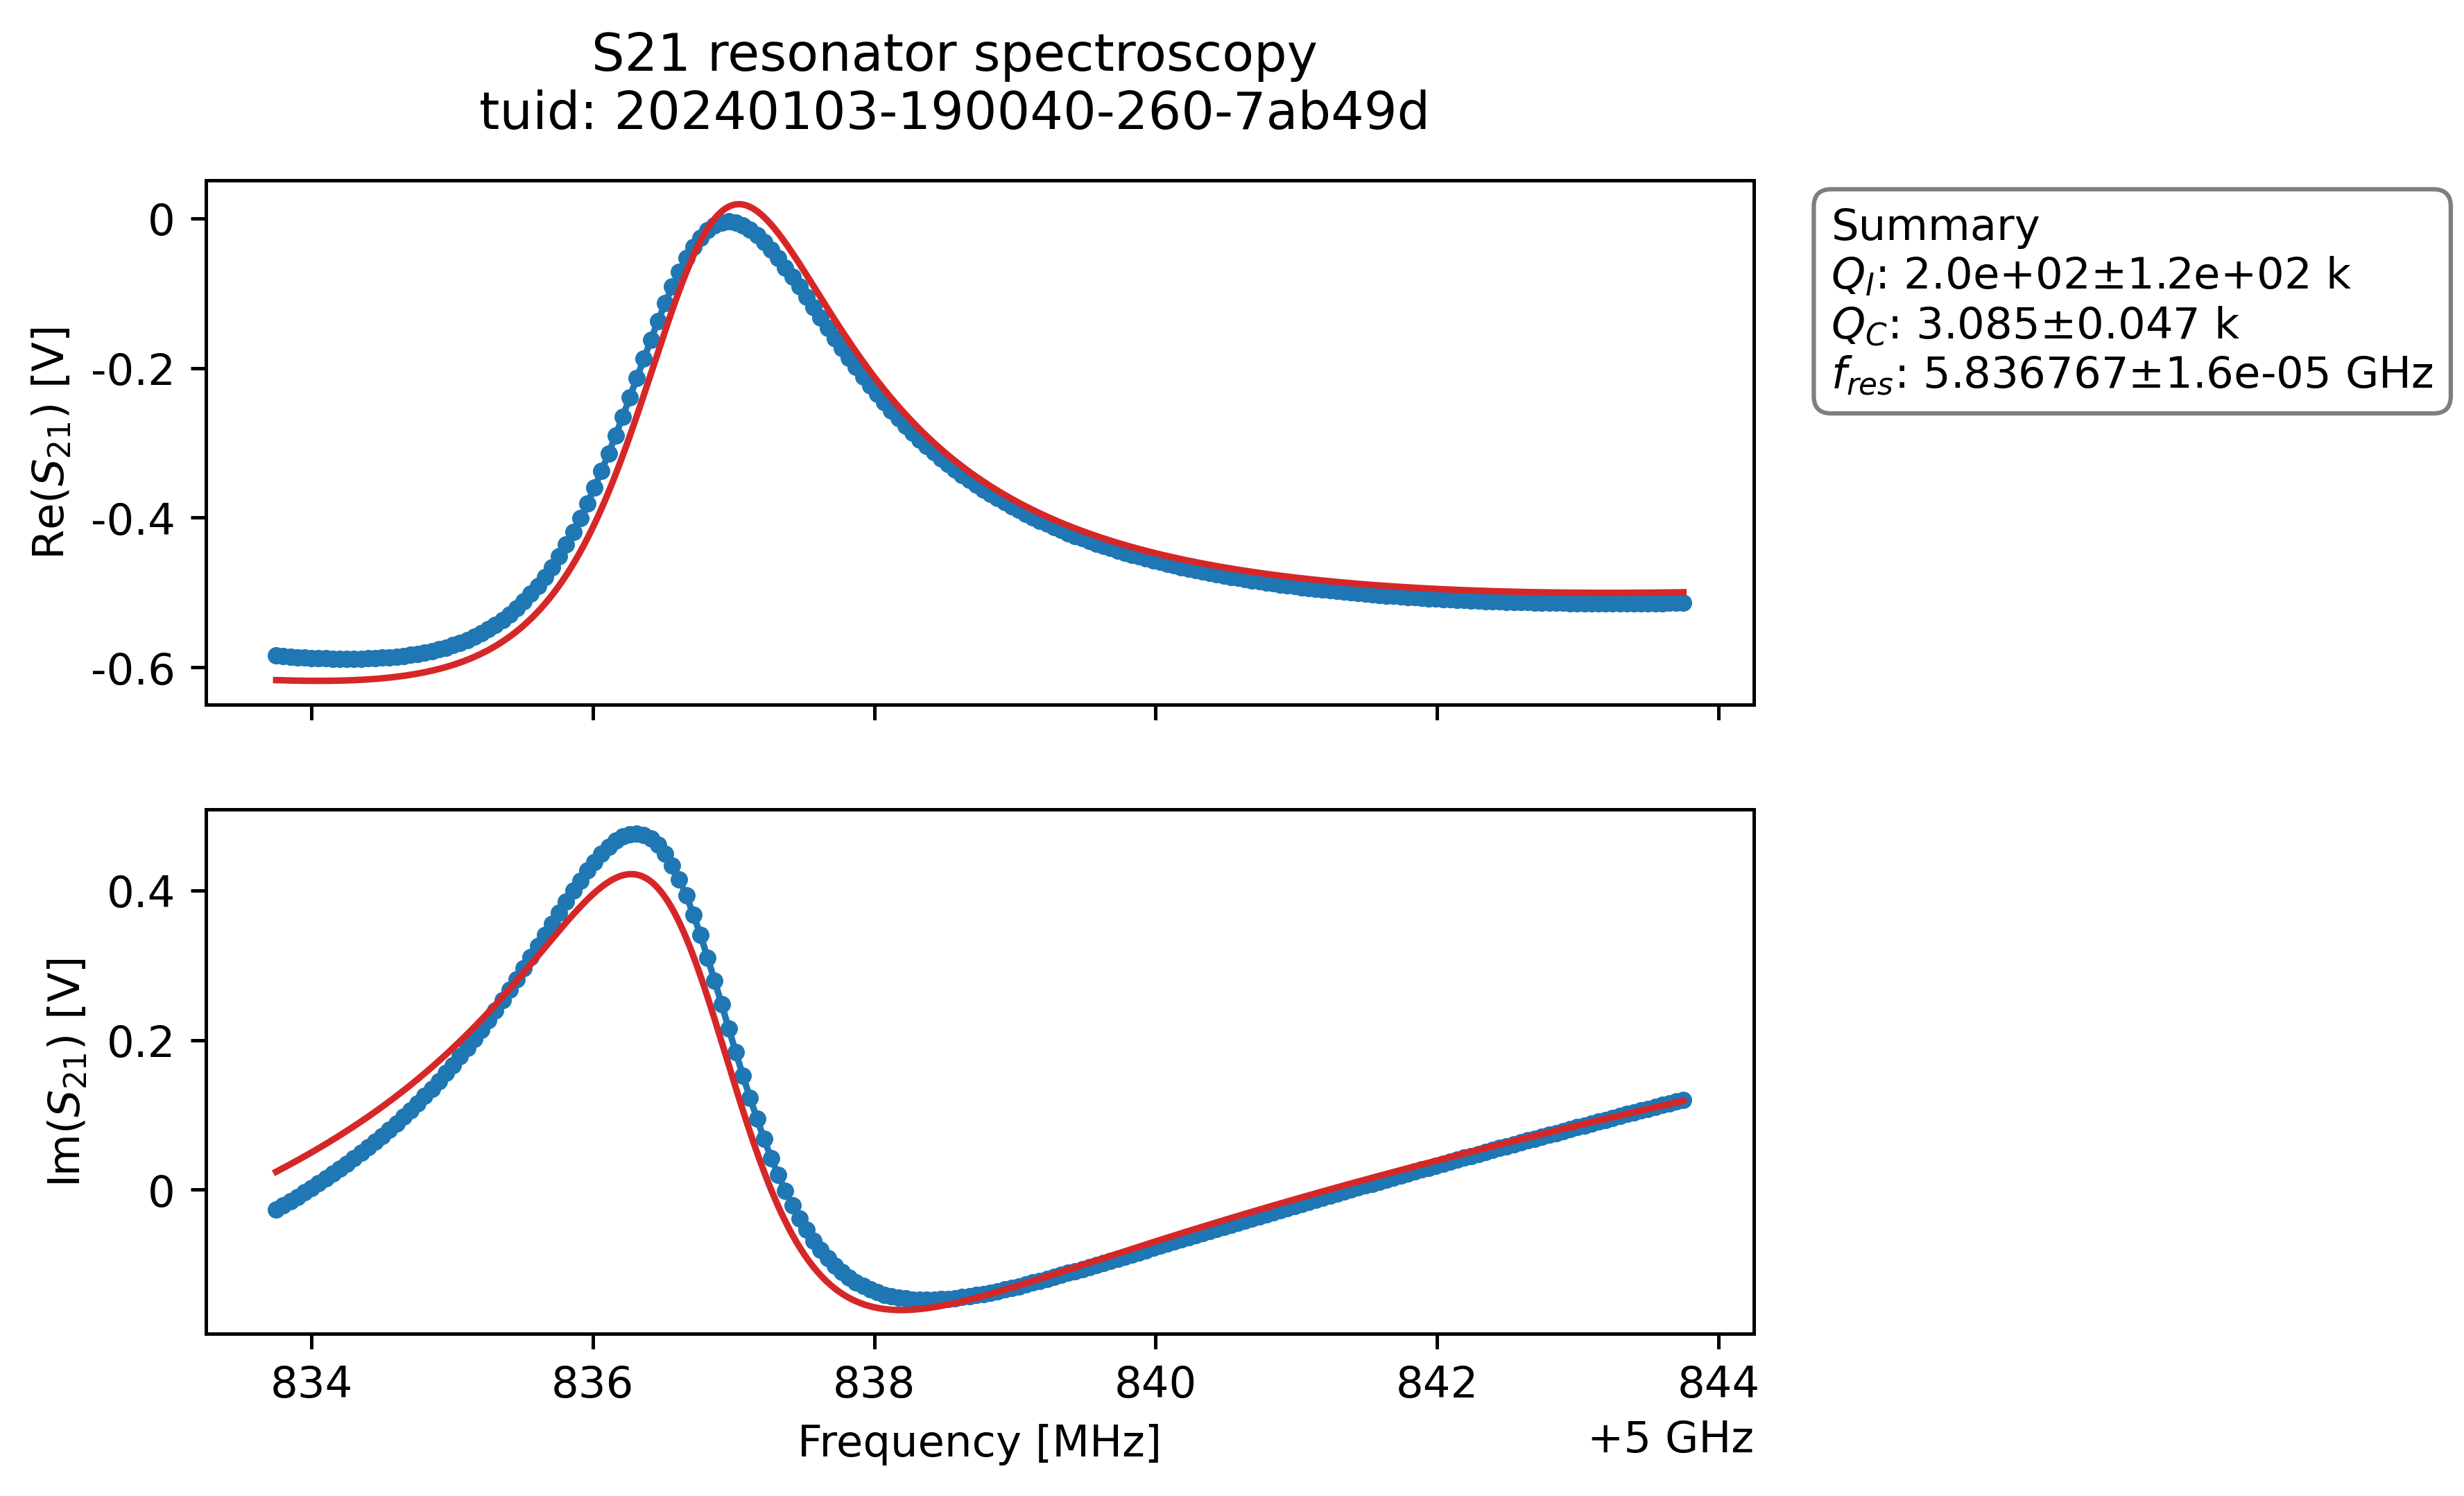 S21 resonator spectroscopy
tuid: 20240103-190040-260-7ab49d
Re(S21) [V]
0
-0.2
-0.4
-0.6
Summary
QI: 2.0e+02±1.2e+02 k
QC: 3.085±0.047 k
fres: 5.836767±1.6e-05 GHz
Im(S21) [V]
0.4
0.2
0
834 836 838 840 842 844
Frequency [MHz]
+5 GHz